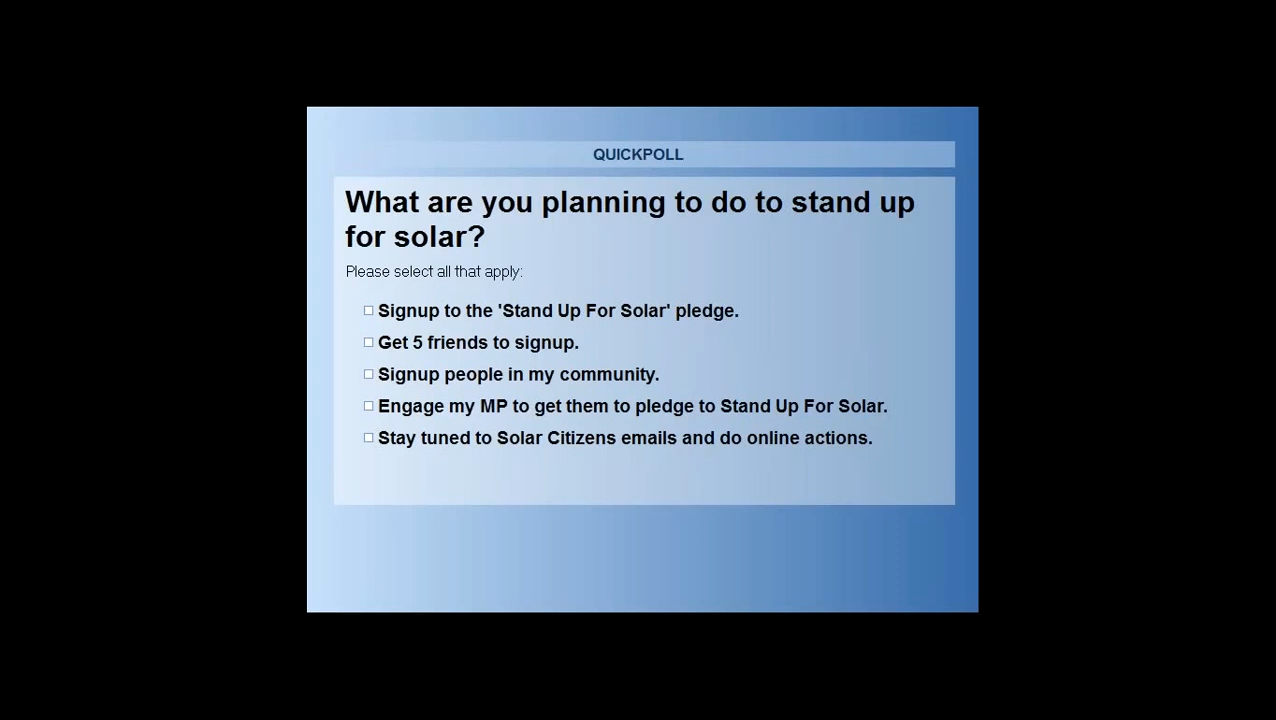 QUICKPOLL
What are you planning to do to stand up
for solar?
Please select all that apply:
Signup to the 'Stand Up For Solar' pledge.
Get 5 friends to signup.
Signup people in my community.
Engage my MP to get them to pledge to Stand Up For Solar.
Stay tuned to Solar Citizens emails and do online actions.